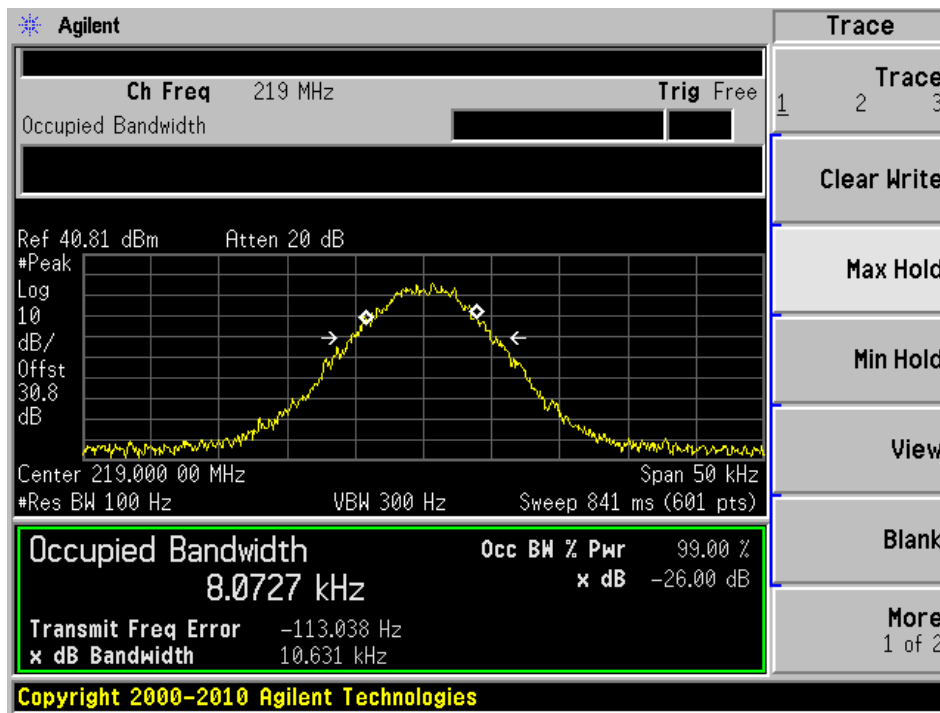 Agilent
Trace
Ch Freq 219 MHz Trig Free
Occupied Bandwidth
Trace
1 2 3
Clear Write
Max Hold
Min Hold
View
Blank
More
1 of 2
Ref 40.81 dBm Atten 20 dB
#Peak
Log
10
dB/
Offst
30.8
dB
Center 219.000 00 MHz Span 50 kHz
#Res BW 100 Hz VBW 300 Hz Sweep 841 ms (601 pts)
Occupied Bandwidth Occ BW % Pwr 99.00 %
8.0727 kHz x dB -26.00 dB
Transmit Freq Error -113.038 Hz
x dB Bandwidth 10.631 kHz
Copyright 2000-2010 Agilent Technologies